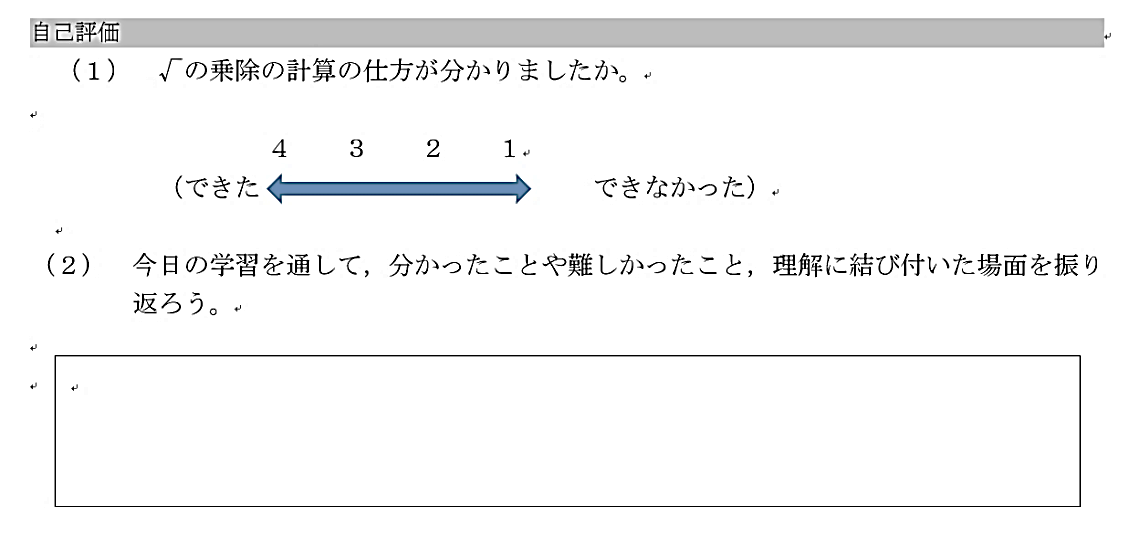 自己評価
（１）　√の乗除の計算の仕方が分かりましたか。
４　３　２　１
（できた　できなかった）
（２）　今日の学習を通して，分かったことや難しかったこと，理解に結び付いた場面を振り
返ろう。